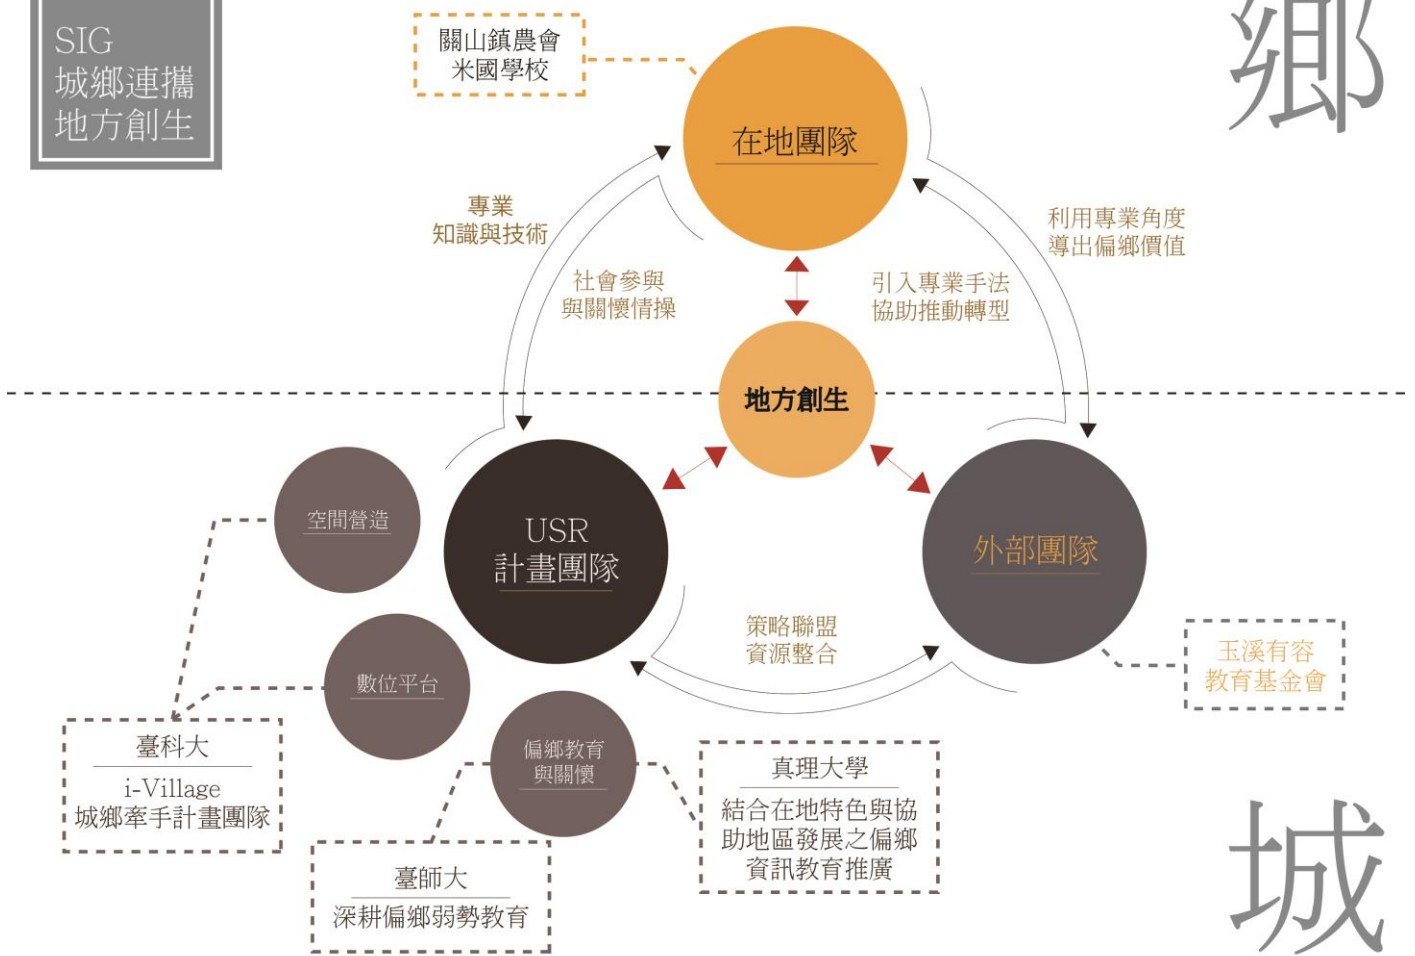 SIG
城鄉連攜
地方創生
關山鎮農會
米國學校
鄉
在地團隊
專業
知識與技術
利用專業角度
導出偏鄉價值
社會參與
與關懷情操
引入專業手法
協助推動轉型
地方創生
空間營造
USR
計畫團隊
外部團隊
策略聯盟
資源整合
玉溪有容
教育基金會
數位平台
臺科大
i-Village
城鄉牽手計畫團隊
偏鄉教育
與關懷
真理大學
結合在地特色與協
助地區發展之偏鄉
資訊教育推廣
臺師大
深耕偏鄉弱勢教育
城